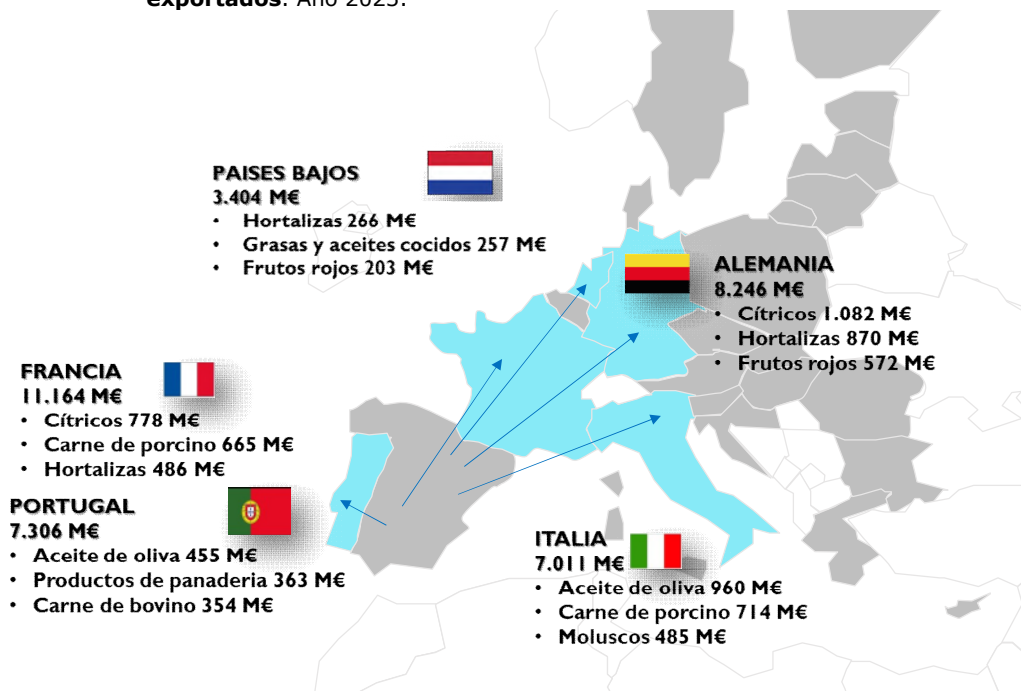 exportados. Año 2023.
PAISES BAJOS
3.404 M€
• Hortalizas 266 M€
• Grasas y aceites cocidos 257 M€
• Frutos rojos 203 M€
ALEMANIA
8.246 M€
• Cítricos 1.082 M€
• Hortalizas 870 M€
• Frutos rojos 572 M€
FRANCIA
11.164 M€
• Cítricos 778 M€
• Carne de porcino 665 M€
• Hortalizas 486 M€
PORTUGAL
7.306 M€
• Aceite de oliva 455 M€
• Productos de panaderia 363 M€
• Carne de bovino 354 M€
ITALIA
7.011 M€
• Aceite de oliva 960 M€
• Carne de porcino 714 M€
• Moluscos 485 M€